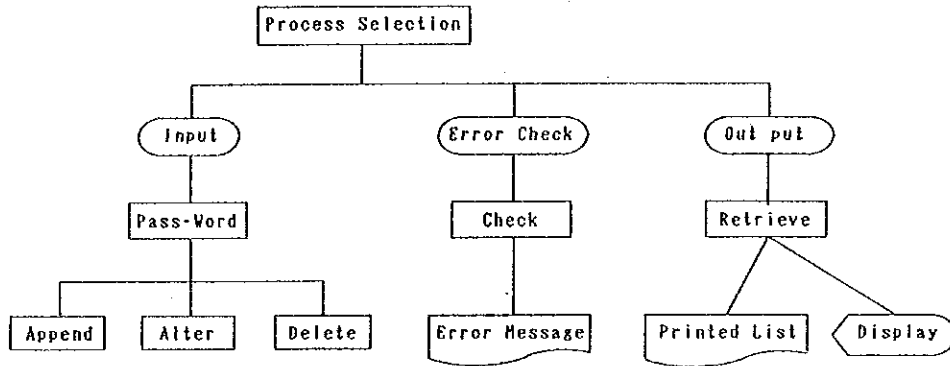 Process Selection
Input
Error Check
Out put
Pass-Word
Check
Retrieve
Append
Alter
Delete
Error Message
Printed List
Display